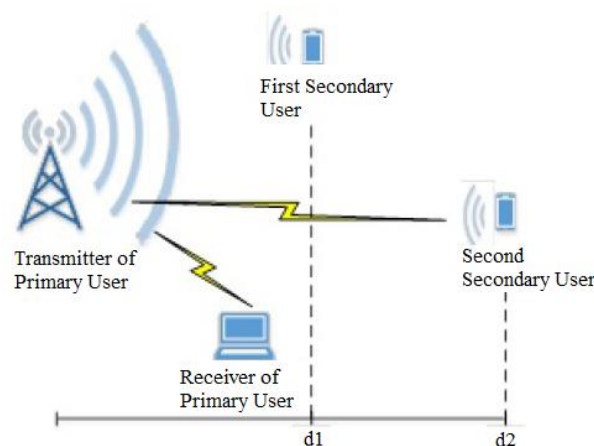 First Secondary
User
Transmitter of
Primary User
Second
Secondary User
Receiver of
Primary User
d1
d2